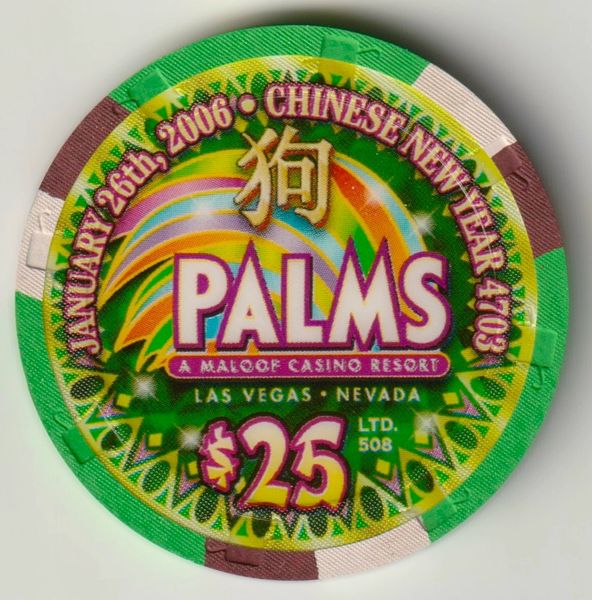 JANUARY 26th, 2006 • CHINESE NEW YEAR 4703
狗
PALMS
A MALOOF CASINO RESORT
LAS VEGAS • NEVADA
$25
LTD.
508